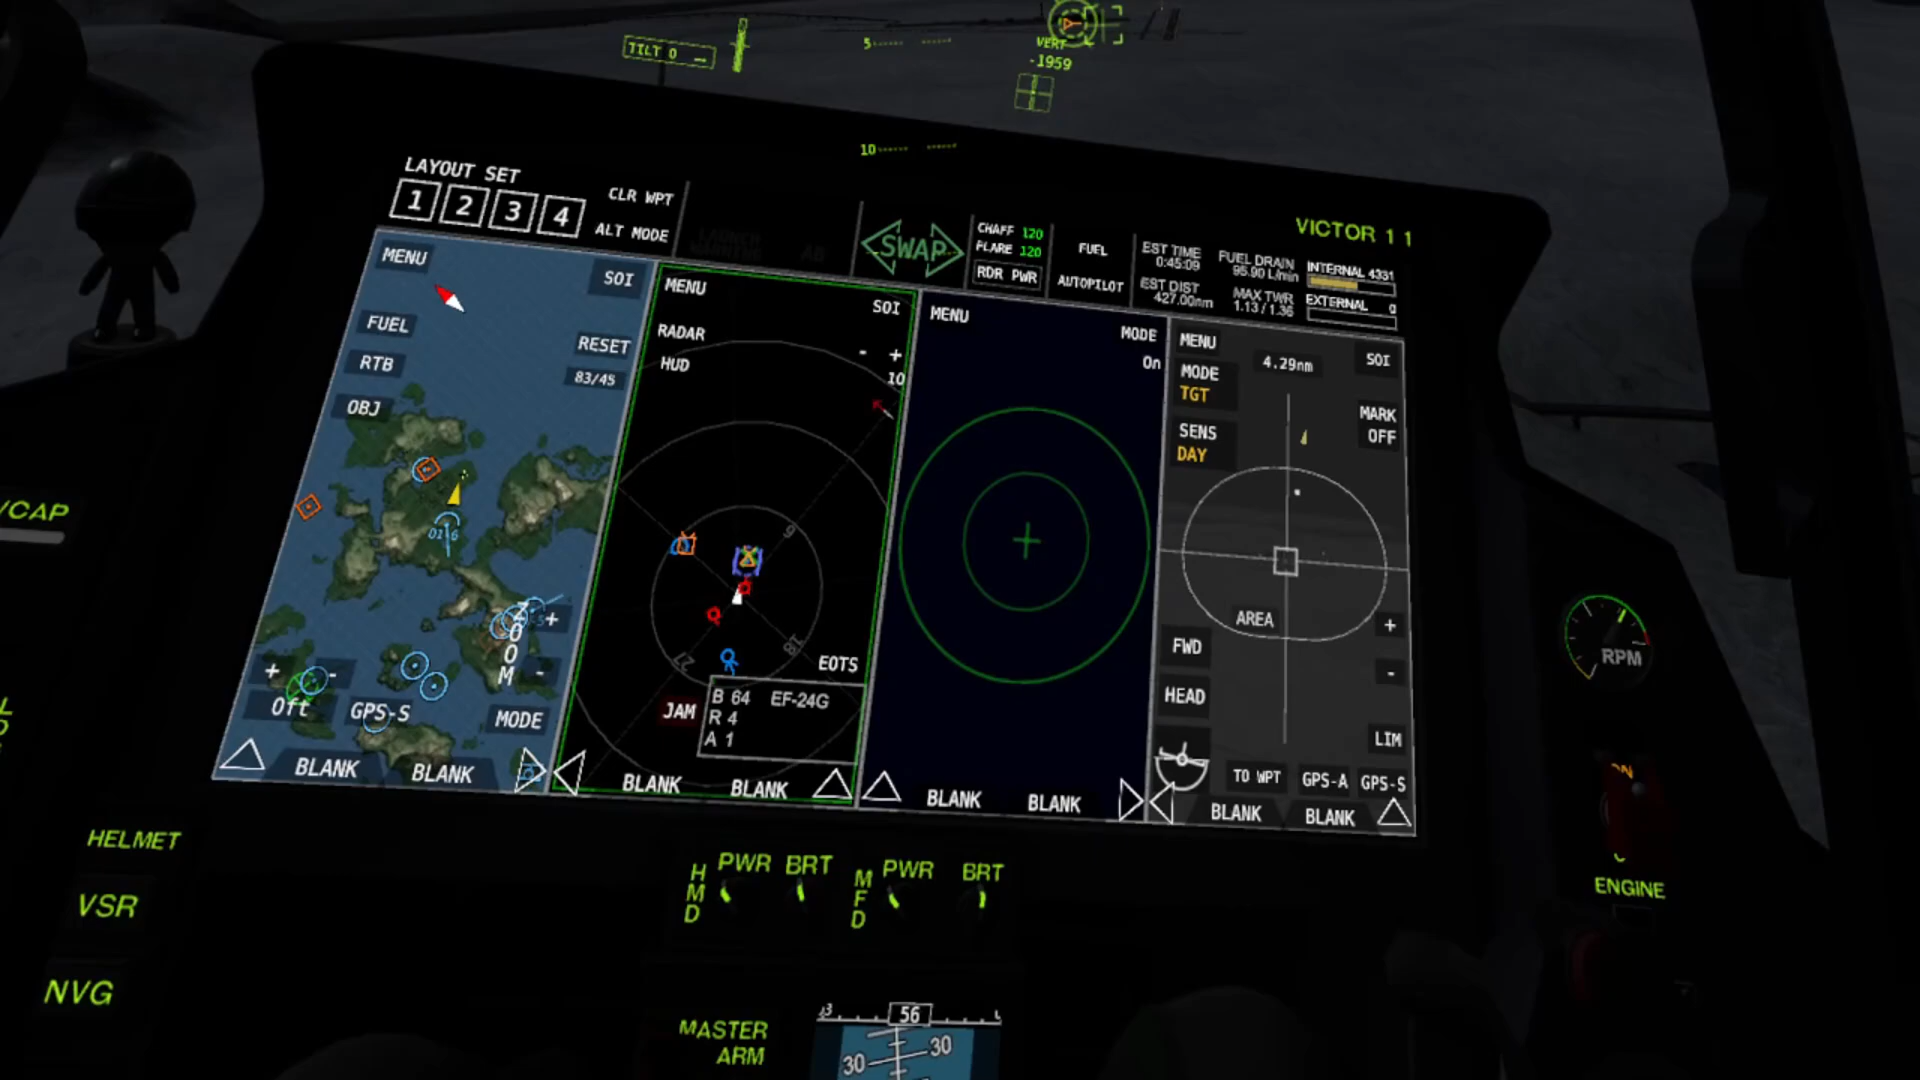 TILT 0
5
VERT
-1959
10
LAYOUT SET
1 2 3 4
CLR WPT
ALT MODE
SWAP
CHAFF 120
FLARE 120
RDR PWR
FUEL
AUTOPILOT
VICTOR 1 1
EST TIME
0:45:09
EST DIST
427.00nm
FUEL DRAIN
95.90 L/min
MAX TWR
1.13 / 1.36
INTERNAL 4331
EXTERNAL 0
MENU
SOI
FUEL
RESET
RTB
83/45
OBJ
ZOOM
+
-
+ -
0ft
GPS-S
MODE
BLANK
BLANK
MENU
SOI
RADAR
HUD
- +
10
9
18
27
EOTS
JAM
B 64 EF-24G
R 4
A 1
BLANK
BLANK
MENU
MODE
On
BLANK
BLANK
MENU
4.29nm
SOI
MODE
TGT
MARK
OFF
SENS
DAY
AREA
+
-
FWD
HEAD
LIM
TO WPT
GPS-A
GPS-S
BLANK
BLANK
/CAP
RPM
HELMET
VSR
NVG
HMD
PWR
BRT
MFD
PWR
BRT
ENGINE
MASTER
ARM
56
30
30